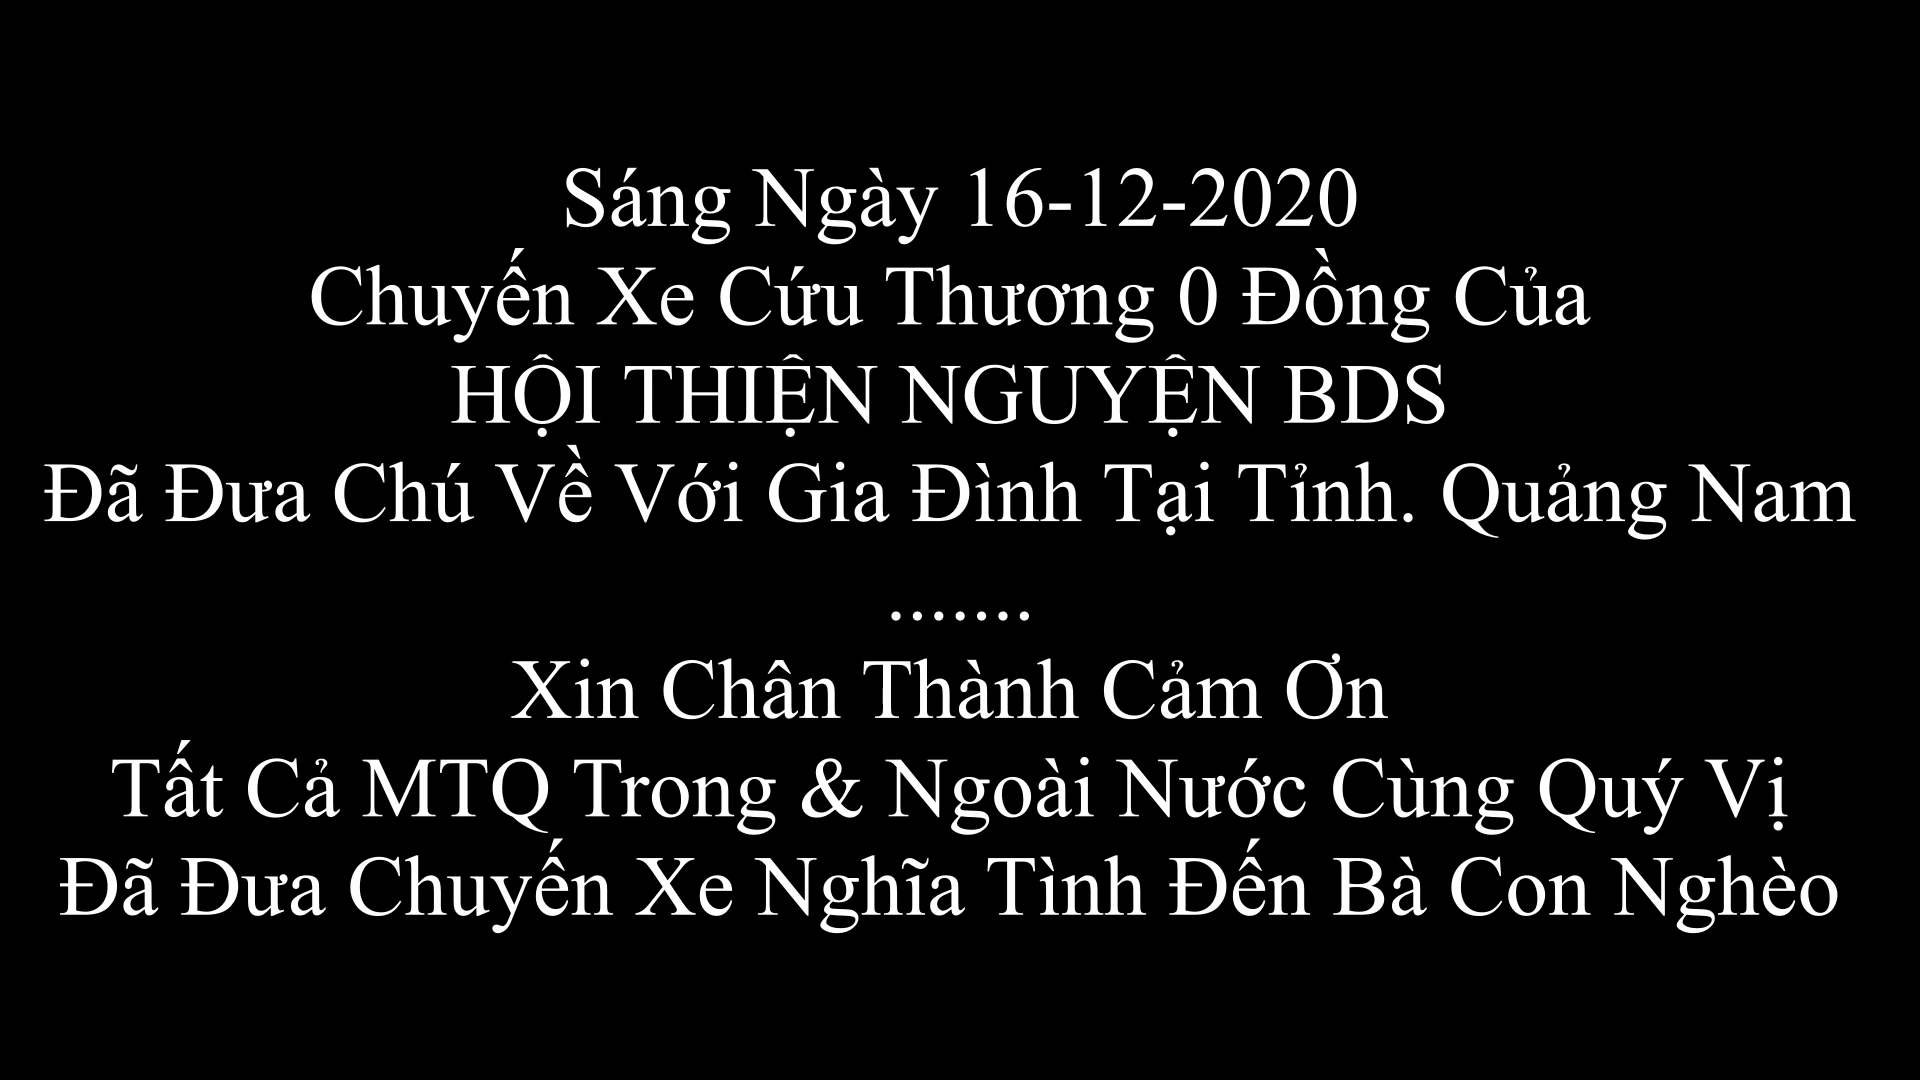 Sáng Ngày 16-12-2020
Chuyến Xe Cứu Thương 0 Đồng Của
HỘI THIỆN NGUYỆN BDS
Đã Đưa Chú Về Với Gia Đình Tại Tỉnh. Quảng Nam
.......
Xin Chân Thành Cảm Ơn
Tất Cả MTQ Trong & Ngoài Nước Cùng Quý Vị
Đã Đưa Chuyến Xe Nghĩa Tình Đến Bà Con Nghèo